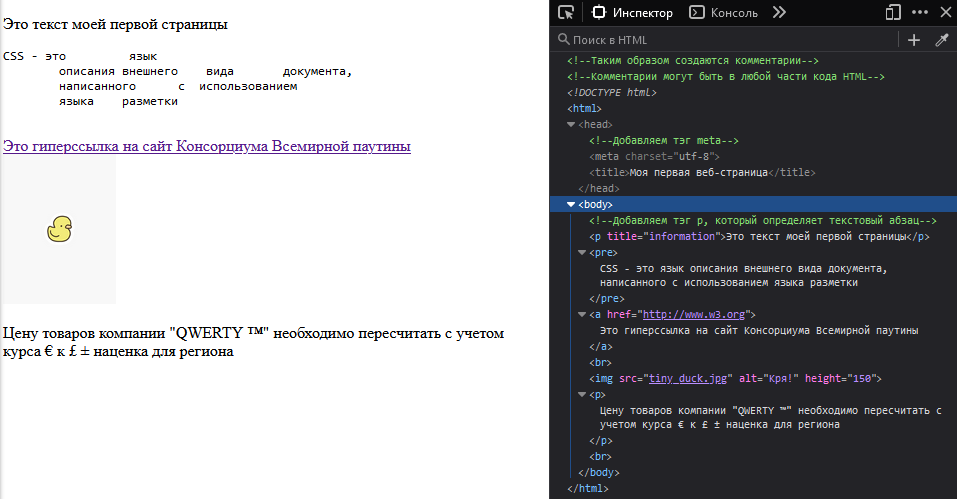 Это текст моей первой страницы
CSS - это язык
описания внешнего вида документа,
написанного с использованием
языка разметки
Это гиперссылка на сайт Консорциума Всемирной паутины
Цену товаров компании "QWERTY ™" необходимо пересчитать с учетом
курса € к £ ± наценка для региона
Инспектор Консоль
Поиск в HTML
<!--Таким образом создаются комментарии-->
<!--Комментарии могут быть в любой части кода HTML-->
<!DOCTYPE html>
<html>
<head>
<!--Добавляем тэг meta-->
<meta charset="utf-8">
<title>Моя первая веб-страница</title>
</head>
<body>
<!--Добавляем тэг p, который определяет текстовый абзац-->
<p title="information">Это текст моей первой страницы</p>
<pre>
CSS - это язык описания внешнего вида документа,
написанного с использованием языка разметки
</pre>
<a href="http://www.w3.org">
Это гиперссылка на сайт Консорциума Всемирной паутины
</a>
<br>
<img src="tiny_duck.jpg" alt="Кря!" height="150">
<p>
Цену товаров компании "QWERTY ™" необходимо пересчитать с
учетом курса € к £ ± наценка для региона
</p>
<br>
</body>
</html>